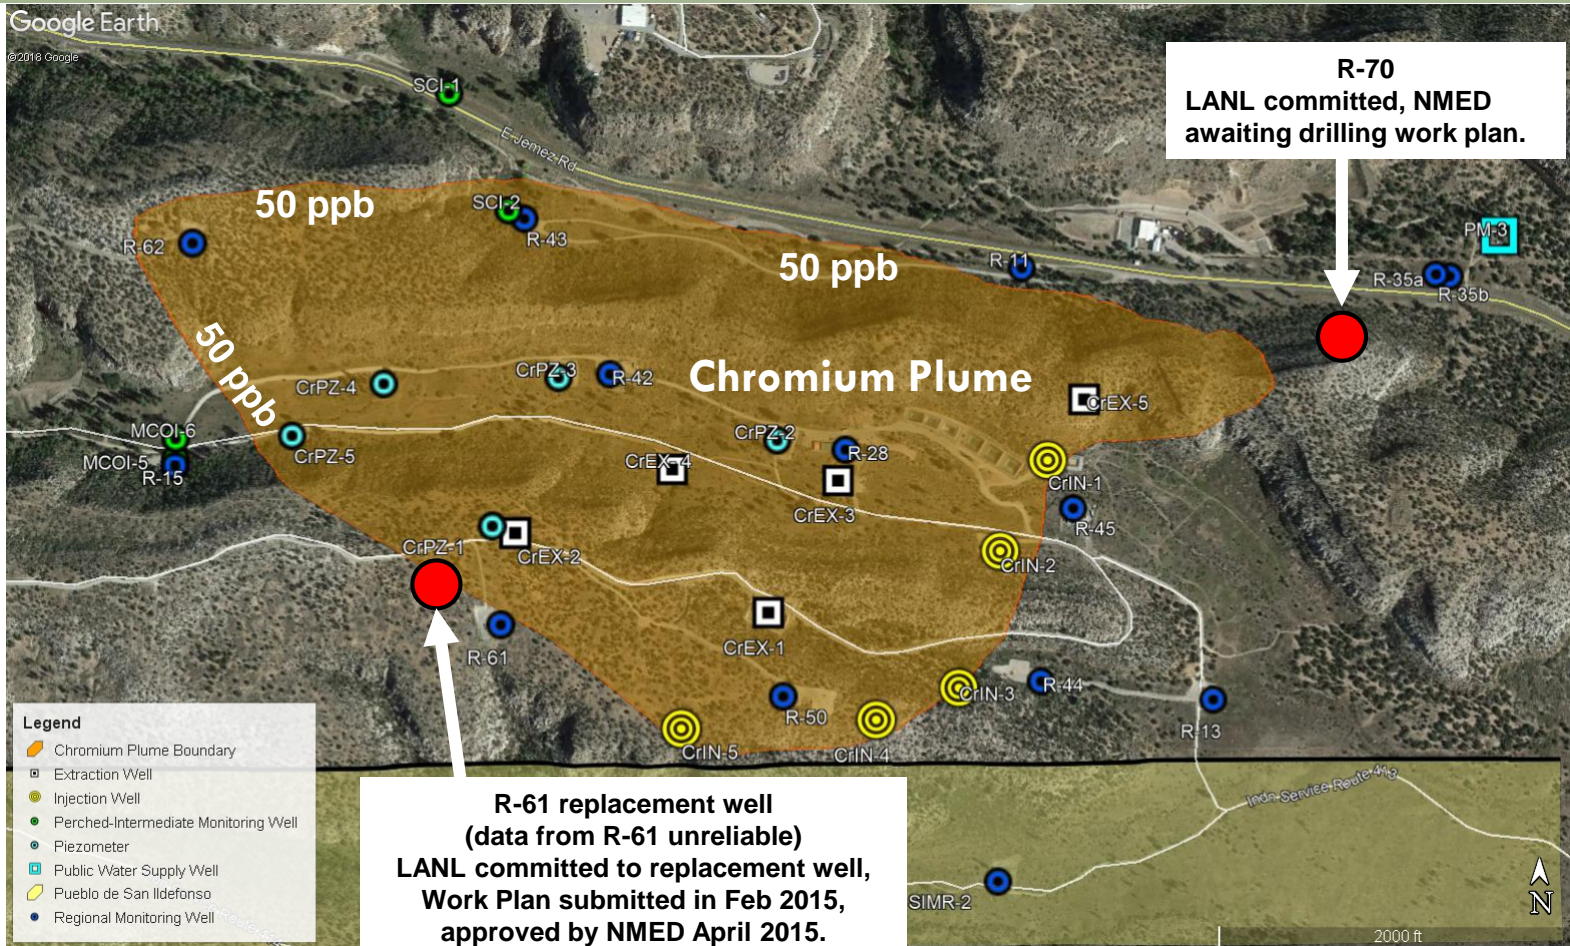 Google Earth
©2018 Google
SCI-1
E Jemez Rd
R-70
LANL committed, NMED
awaiting drilling work plan.
50 ppb
SCI-2
R-43
R-62
50 ppb
R-11
PM-3
R-35a
R-35b
50 ppb
CrPZ-4
CrPZ-3
R-42
Chromium Plume
CrEX-5
MCOI-6
MCOI-5
R-15
CrPZ-5
CrPZ-2
R-28
CrEX-4
CrEX-3
CrIN-1
R-45
CrPZ-1
CrEX-2
CrIN-2
R-61
CrEX-1
R-50
CrIN-3
R-44
R-13
CrIN-5
CrIN-4
Legend
Chromium Plume Boundary
Extraction Well
Injection Well
Perched-Intermediate Monitoring Well
Piezometer
Public Water Supply Well
Pueblo de San Ildefonso
Regional Monitoring Well
R-61 replacement well
(data from R-61 unreliable)
LANL committed to replacement well,
Work Plan submitted in Feb 2015,
approved by NMED April 2015.
Indn Service Route
SIMR-2
N
2000 ft